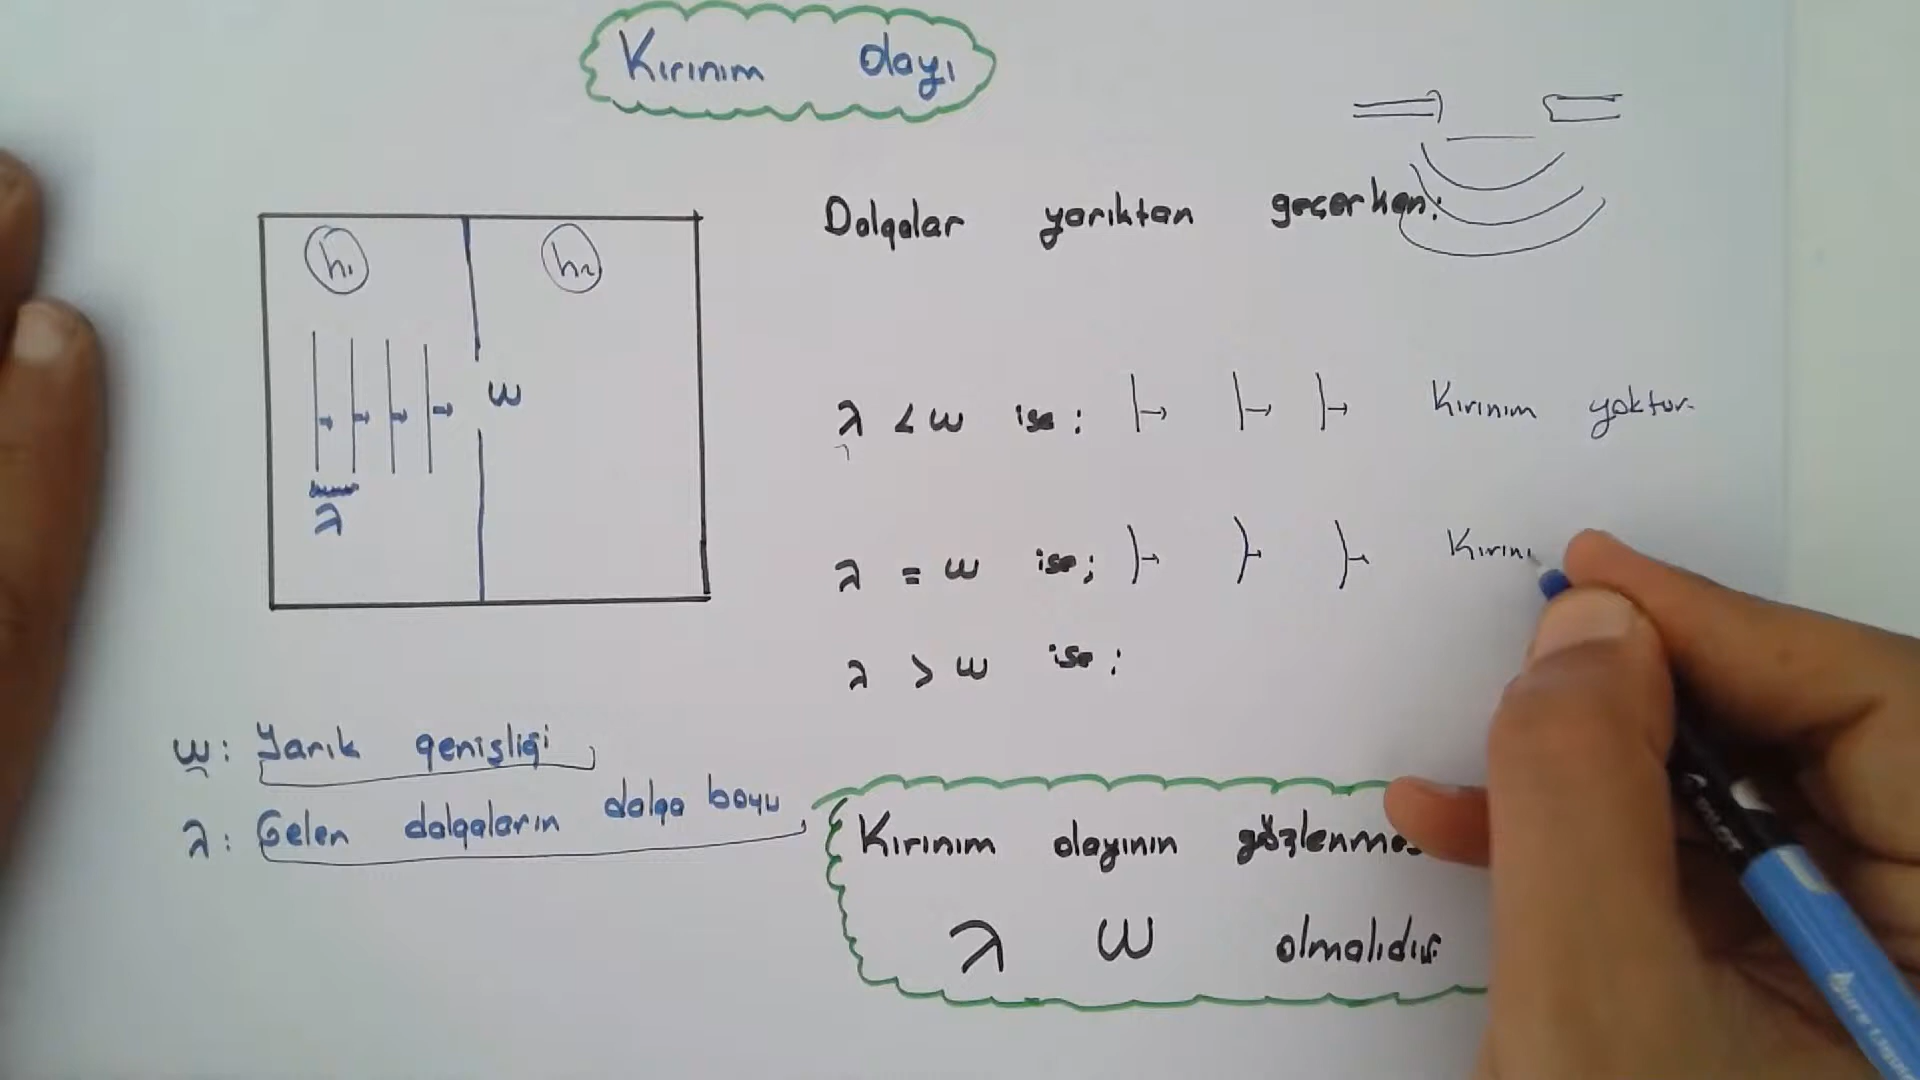 Kırınım olayı
h₁ h₂
Dalgalar yarıktan geçerken:
ω
λ < ω ise: Kırınım yoktur.
λ
λ = ω ise; Kırını
λ > ω ise;
ω: Yarık genişliği
λ: Gelen dalgaların dalga boyu
Kırınım olayının
λ ω olmalıdır